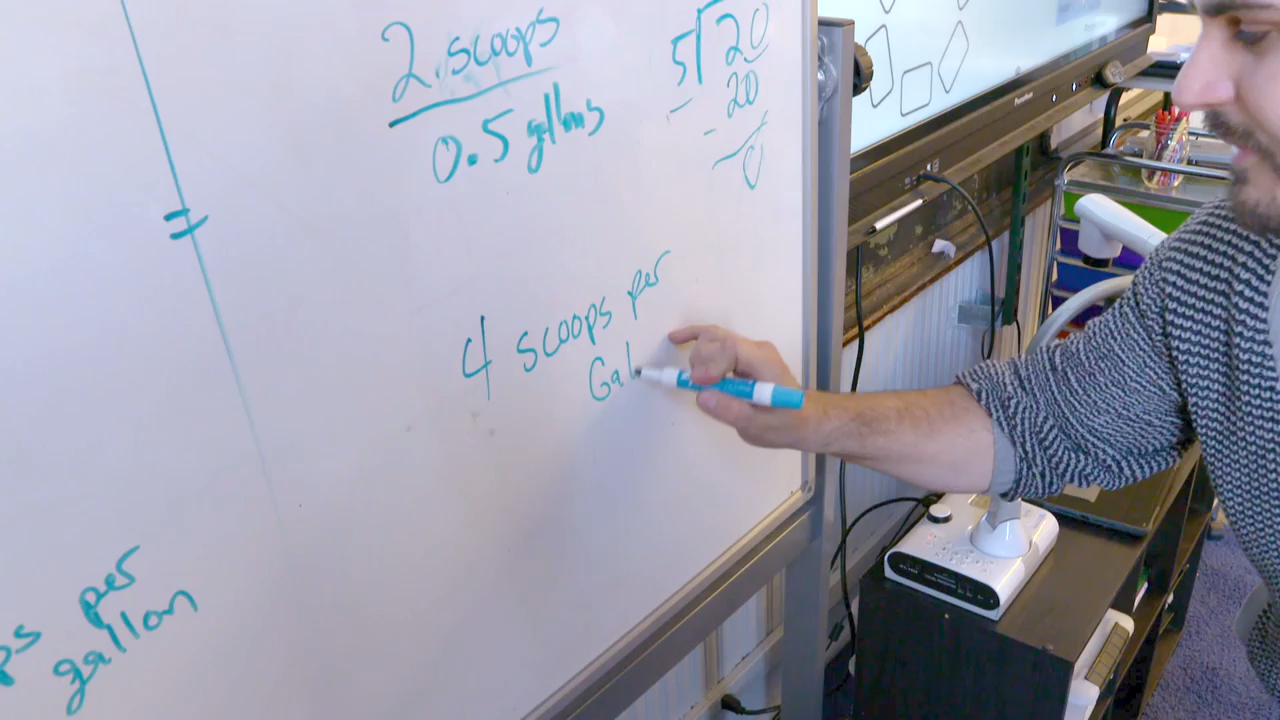 2 scoops
0.5 gallons
5 20
- 20
- 0
=
4 scoops per
Gal
per
gallon